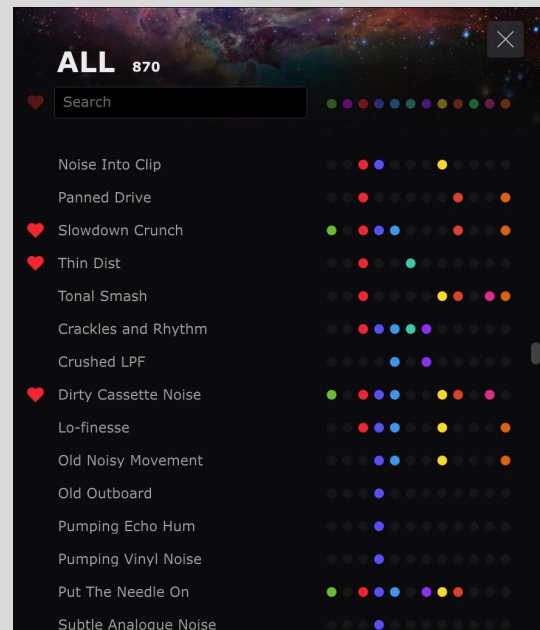 ALL 870
Search
Noise Into Clip
Panned Drive
Slowdown Crunch
Thin Dist
Tonal Smash
Crackles and Rhythm
Crushed LPF
Dirty Cassette Noise
Lo-finesse
Old Noisy Movement
Old Outboard
Pumping Echo Hum
Pumping Vinyl Noise
Put The Needle On
Subtle Analogue Noise